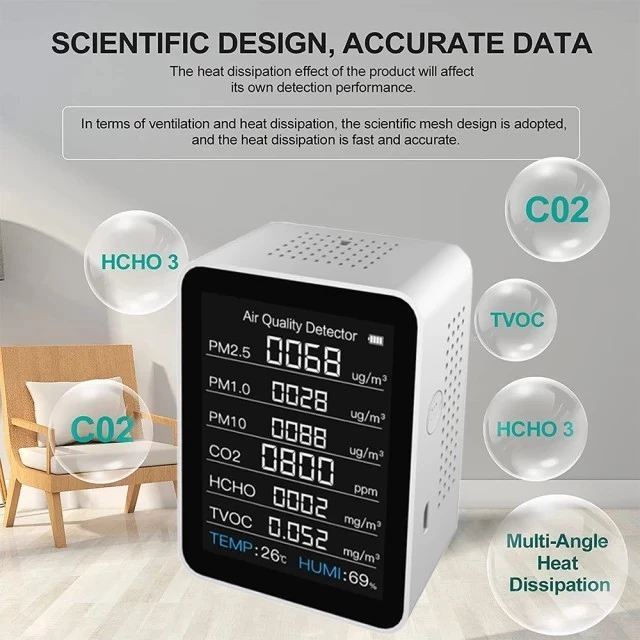 SCIENTIFIC DESIGN, ACCURATE DATA
The heat dissipation effect of the product will affect
its own detection performance.
In terms of ventilation and heat dissipation, the scientific mesh design is adopted,
and the heat dissipation is fast and accurate.
C02
HCHO 3
TVOC
C02
HCHO 3
Multi-Angle
Heat
Dissipation
Air Quality Detector
PM2.5 0068 ug/m³
PM1.0 0028 ug/m³
PM10 0088 ug/m³
CO2 0800 ppm
HCHO 0002 mg/m³
TVOC 0.052 mg/m³
TEMP:26℃ HUMI:69%